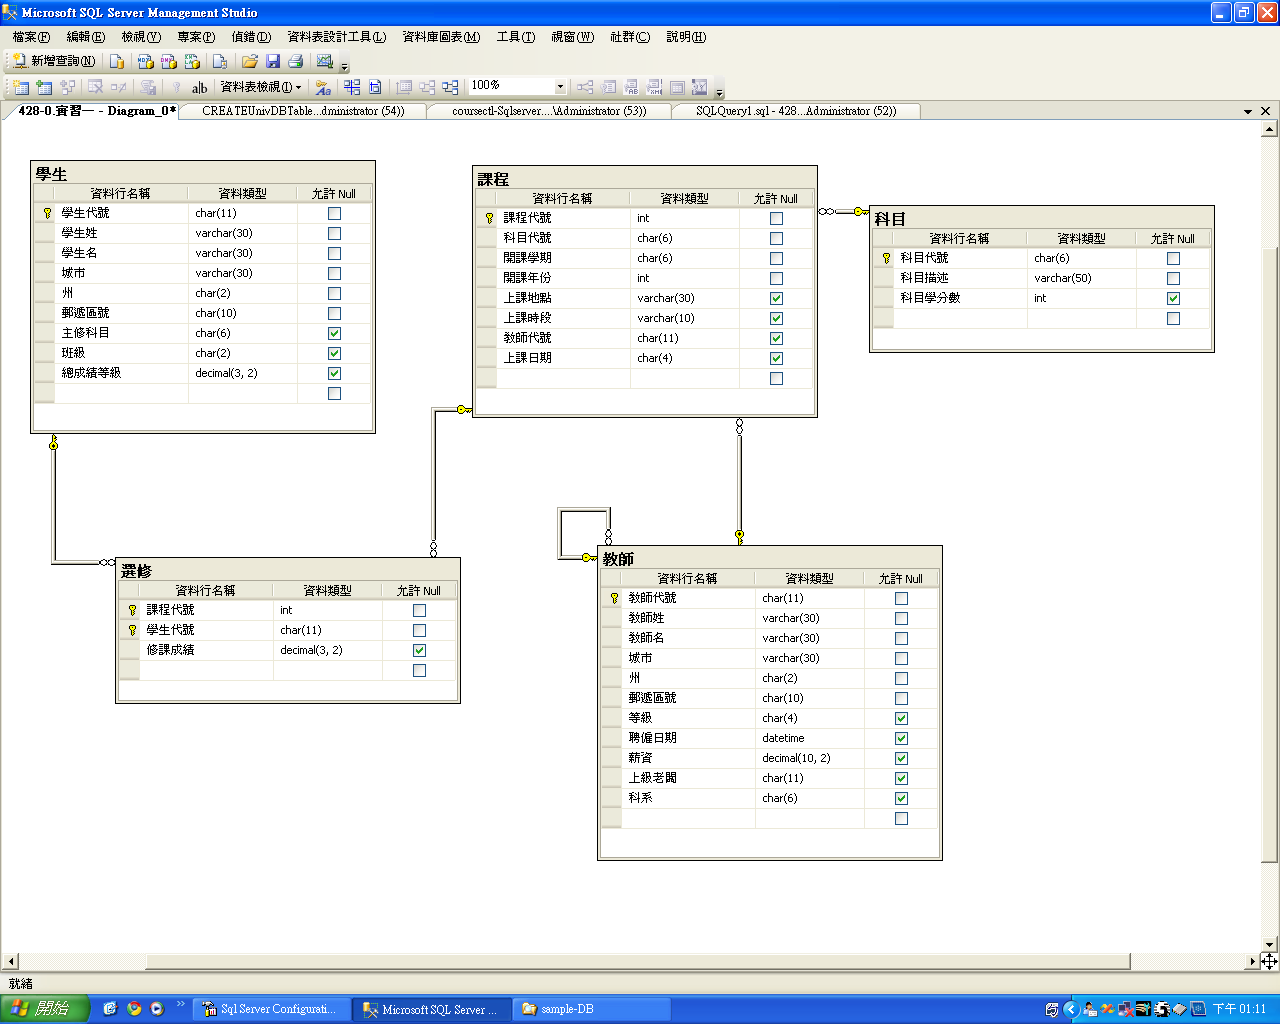 Microsoft SQL Server Management Studio
檔案(F) 編輯(E) 檢視(V) 專案(P) 偵錯(D) 資料表設計工具(L) 資料庫圖表(M) 工具(T) 視窗(W) 社群(C) 說明(H)
新增查詢(N)
ab 資料表檢視(I) 100%
428-0.實習一 - Diagram_0* CREATEUnivDBTable...dministrator (54)) coursectl-Sqlserver....\Administrator (53)) SQLQuery1.sql - 428...Administrator (52))
學生
資料行名稱 資料類型 允許 Null
學生代號 char(11)
學生姓 varchar(30)
學生名 varchar(30)
城市 varchar(30)
州 char(2)
郵遞區號 char(10)
主修科目 char(6)
班級 char(2)
總成績等級 decimal(3, 2)
課程
資料行名稱 資料類型 允許 Null
課程代號 int
科目代號 char(6)
開課學期 char(6)
開課年份 int
上課地點 varchar(30)
上課時段 varchar(10)
教師代號 char(11)
上課日期 char(4)
科目
資料行名稱 資料類型 允許 Null
科目代號 char(6)
科目描述 varchar(50)
科目學分數 int
選修
資料行名稱 資料類型 允許 Null
課程代號 int
學生代號 char(11)
修課成績 decimal(3, 2)
教師
資料行名稱 資料類型 允許 Null
教師代號 char(11)
教師姓 varchar(30)
教師名 varchar(30)
城市 varchar(30)
州 char(2)
郵遞區號 char(10)
等級 char(4)
聘僱日期 datetime
薪資 decimal(10, 2)
上級老闆 char(11)
科系 char(6)
就緒
開始 Sql Server Configurati... Microsoft SQL Server ... sample-DB 下午 01:11